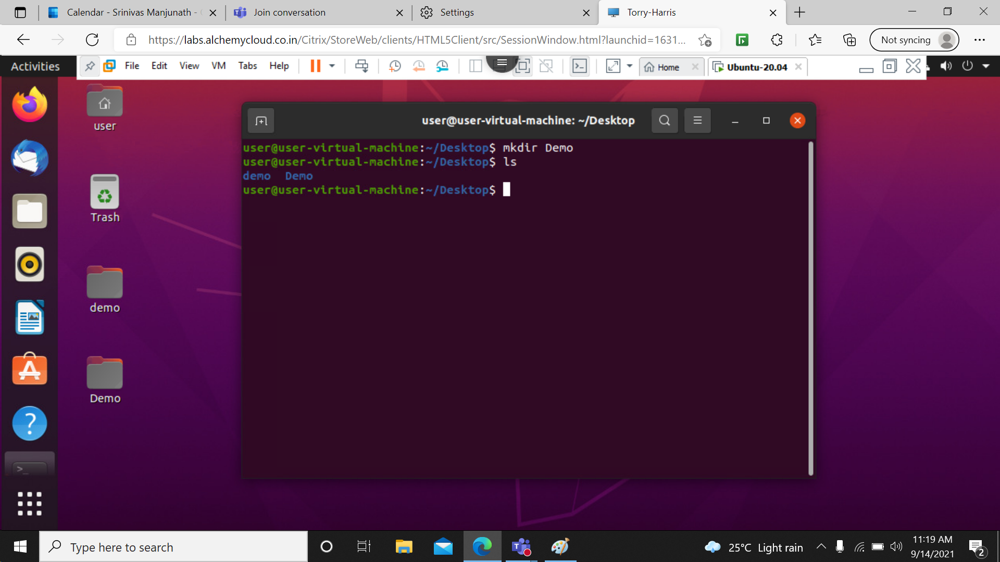 Calendar - Srinivas Manjunath -
Join conversation
Settings
Torry-Harris
https://labs.alchemycloud.co.in/Citrix/StoreWeb/clients/HTML5Client/src/SessionWindow.html?launchid=1631...
Not syncing
Activities
File Edit View VM Tabs Help
Home
Ubuntu-20.04
user
Trash
demo
Demo
user@user-virtual-machine: ~/Desktop
user@user-virtual-machine:~/Desktop$ mkdir Demo
user@user-virtual-machine:~/Desktop$ ls
demo Demo
user@user-virtual-machine:~/Desktop$
Type here to search
25°C Light rain
11:19 AM
9/14/2021
2